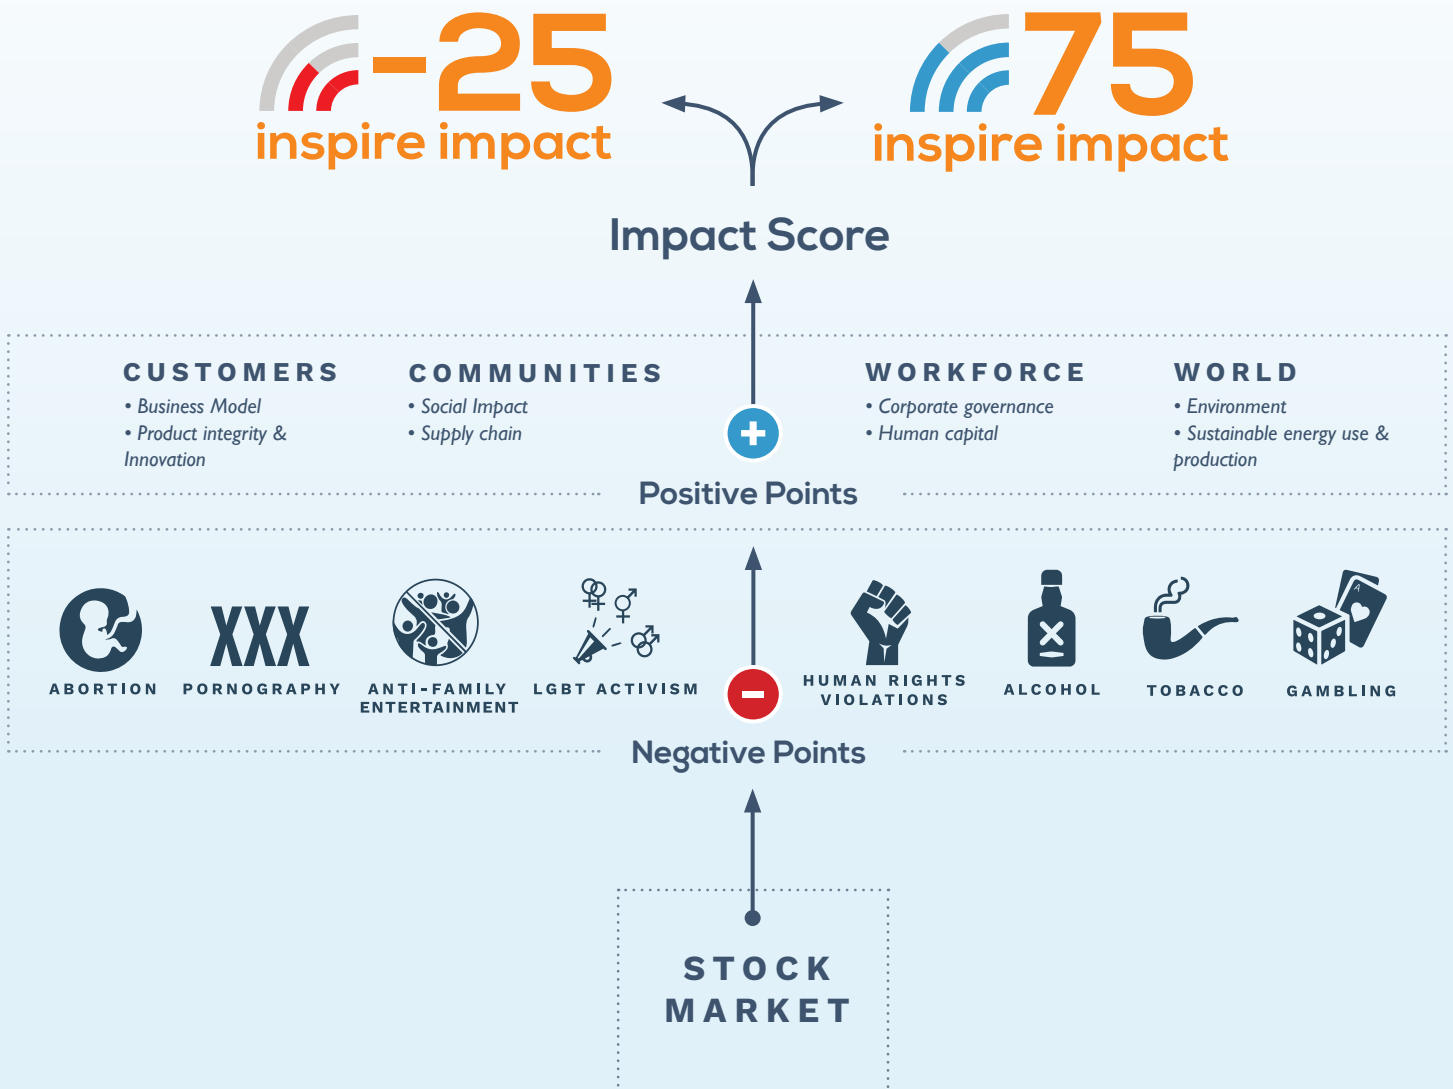 -25
inspire impact
75
inspire impact
Impact Score
CUSTOMERS
• Business Model
• Product integrity &
Innovation
COMMUNITIES
• Social Impact
• Supply chain
WORKFORCE
• Corporate governance
• Human capital
WORLD
• Environment
• Sustainable energy use &
production
Positive Points
XXX
A
ABORTION
PORNOGRAPHY
ANTI-FAMILY
ENTERTAINMENT
LGBT ACTIVISM
HUMAN RIGHTS
VIOLATIONS
ALCOHOL
TOBACCO
GAMBLING
Negative Points
STOCK
MARKET